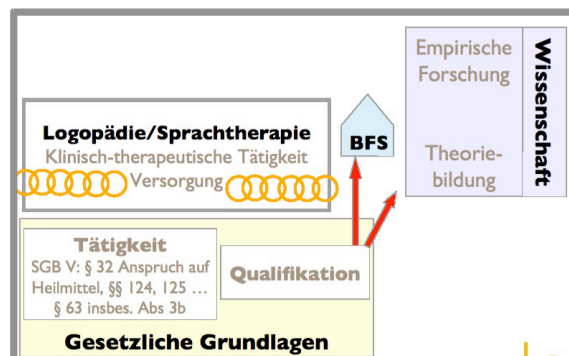 Logopädie/Sprachtherapie
Klinisch-therapeutische Tätigkeit
Versorgung
BFS
Empirische
Forschung
Theorie-
bildung
Wissenschaft
Tätigkeit
SGB V: § 32 Anspruch auf
Heilmittel, §§ 124, 125 ...
§ 63 insbes. Abs 3b
Qualifikation
Gesetzliche Grundlagen